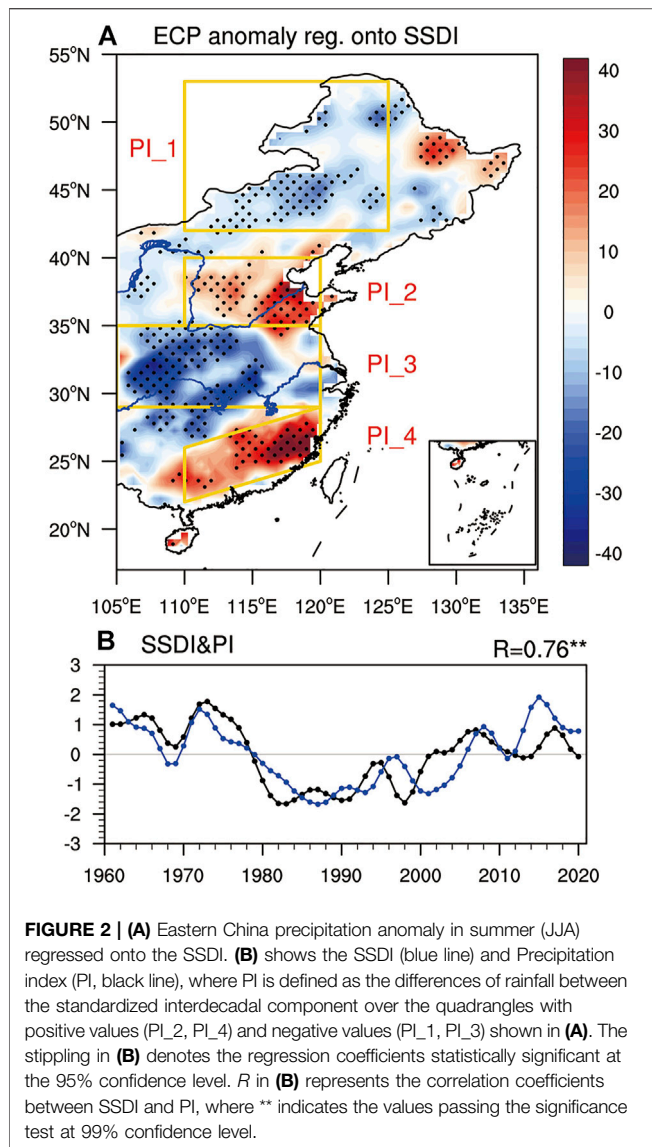 A ECP anomaly reg. onto SSDI
55°N
50°N
45°N
40°N
35°N
30°N
25°N
20°N
PI_1
PI_2
PI_3
PI_4
105°E 110°E 115°E 120°E 125°E 130°E 135°E
40
30
20
10
0
-10
-20
-30
-40
B SSDI&PI R=0.76**
3
2
1
0
-1
-2
-3
1960 1970 1980 1990 2000 2010 2020
FIGURE 2 | (A) Eastern China precipitation anomaly in summer (JJA)
regressed onto the SSDI. (B) shows the SSDI (blue line) and Precipitation
index (PI, black line), where PI is defined as the differences of rainfall between
the standardized interdecadal component over the quadrangles with
positive values (PI_2, PI_4) and negative values (PI_1, PI_3) shown in (A). The
stippling in (B) denotes the regression coefficients statistically significant at
the 95% confidence level. R in (B) represents the correlation coefficients
between SSDI and PI, where ** indicates the values passing the significance
test at 99% confidence level.